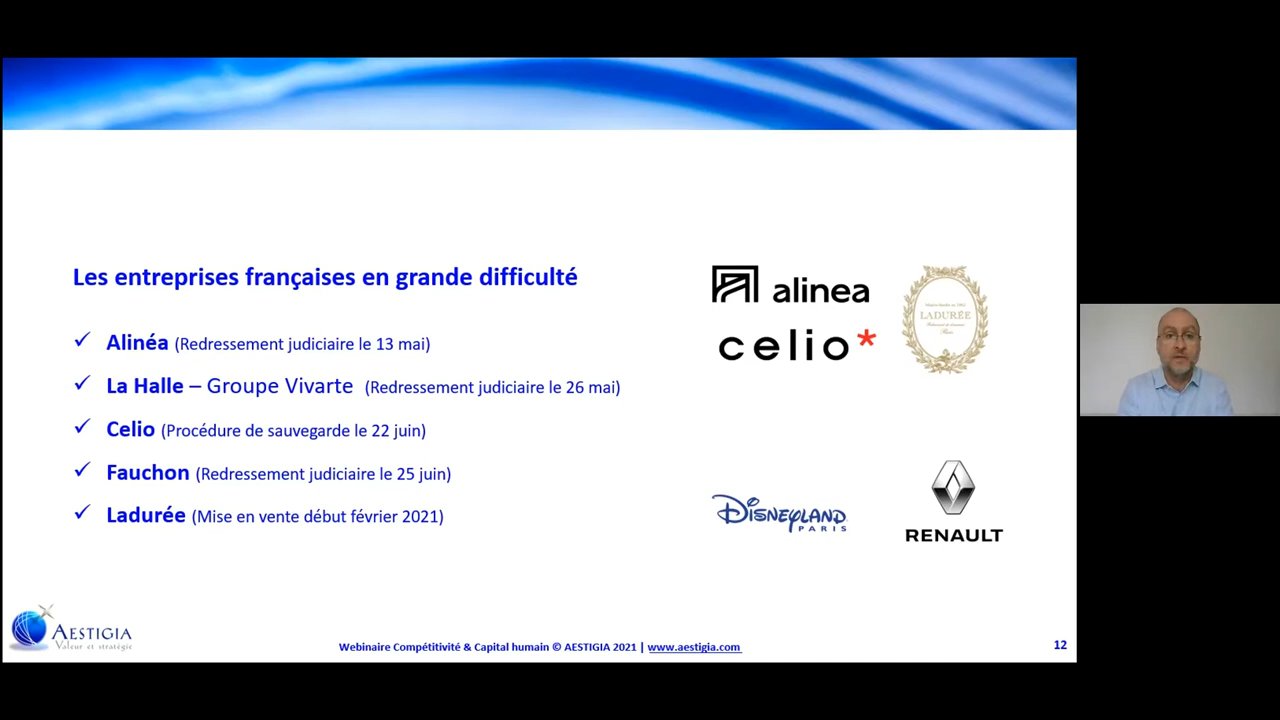 Les entreprises françaises en grande difficulté
✓ Alinéa (Redressement judiciaire le 13 mai)
✓ La Halle – Groupe Vivarte (Redressement judiciaire le 26 mai)
✓ Celio (Procédure de sauvegarde le 22 juin)
✓ Fauchon (Redressement judiciaire le 25 juin)
✓ Ladurée (Mise en vente début février 2021)
alinea
celio*
LADURÉE
Paris
DISNEYLAND
PARIS
RENAULT
AESTIGIA
Valeur et stratégie
Webinaire Compétitivité & Capital humain © AESTIGIA 2021 | www.aestigia.com
12